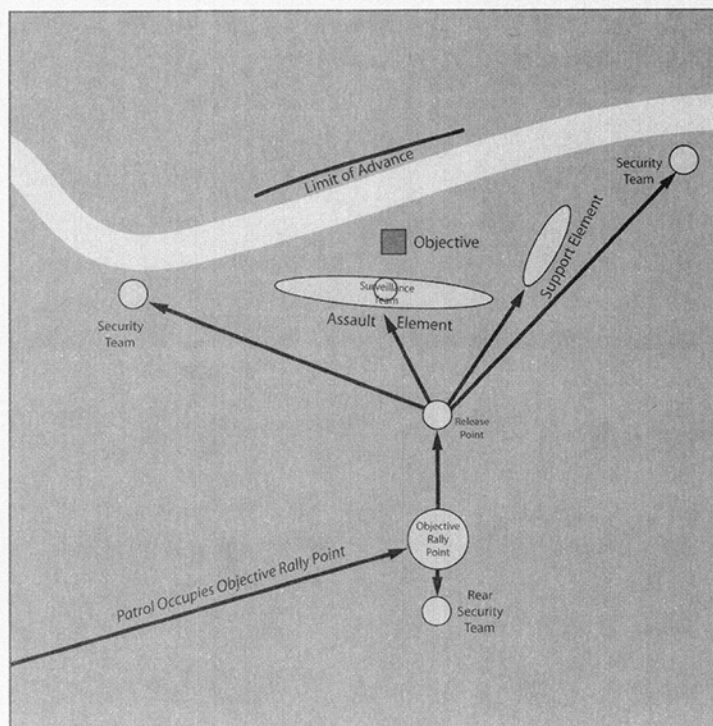 Limit of Advance
Security
Team
Objective
Support Element
Surveillance
Team
Assault Element
Security
Team
Release
Point
Objective
Rally
Point
Patrol Occupies Objective Rally Point
Rear
Security
Team